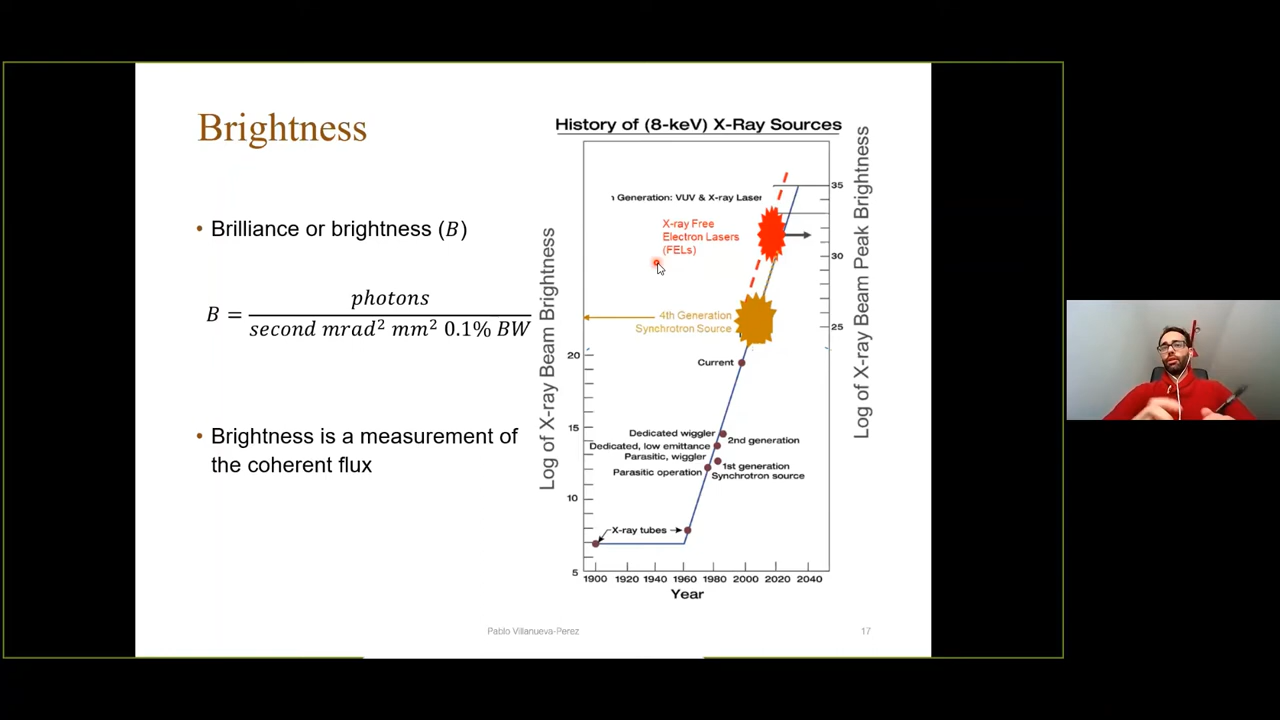 Brightness
• Brilliance or brightness (B)
B = photons / second mrad² mm² 0.1% BW
• Brightness is a measurement of
the coherent flux
History of (8-keV) X-Ray Sources
Generation: VUV & X-ray Laser
X-ray Free
Electron Lasers
(FELs)
4th Generation
Synchrotron Source
Current
Dedicated wiggler
2nd generation
Dedicated, low emittance
Parasitic, wiggler
1st generation
Parasitic operation
Synchrotron source
X-ray tubes
Log of X-ray Beam Brightness
20
15
10
5
Log of X-ray Beam Peak Brightness
35
30
25
1900 1920 1940 1960 1980 2000 2020 2040
Year
Pablo Villanueva-Perez
17